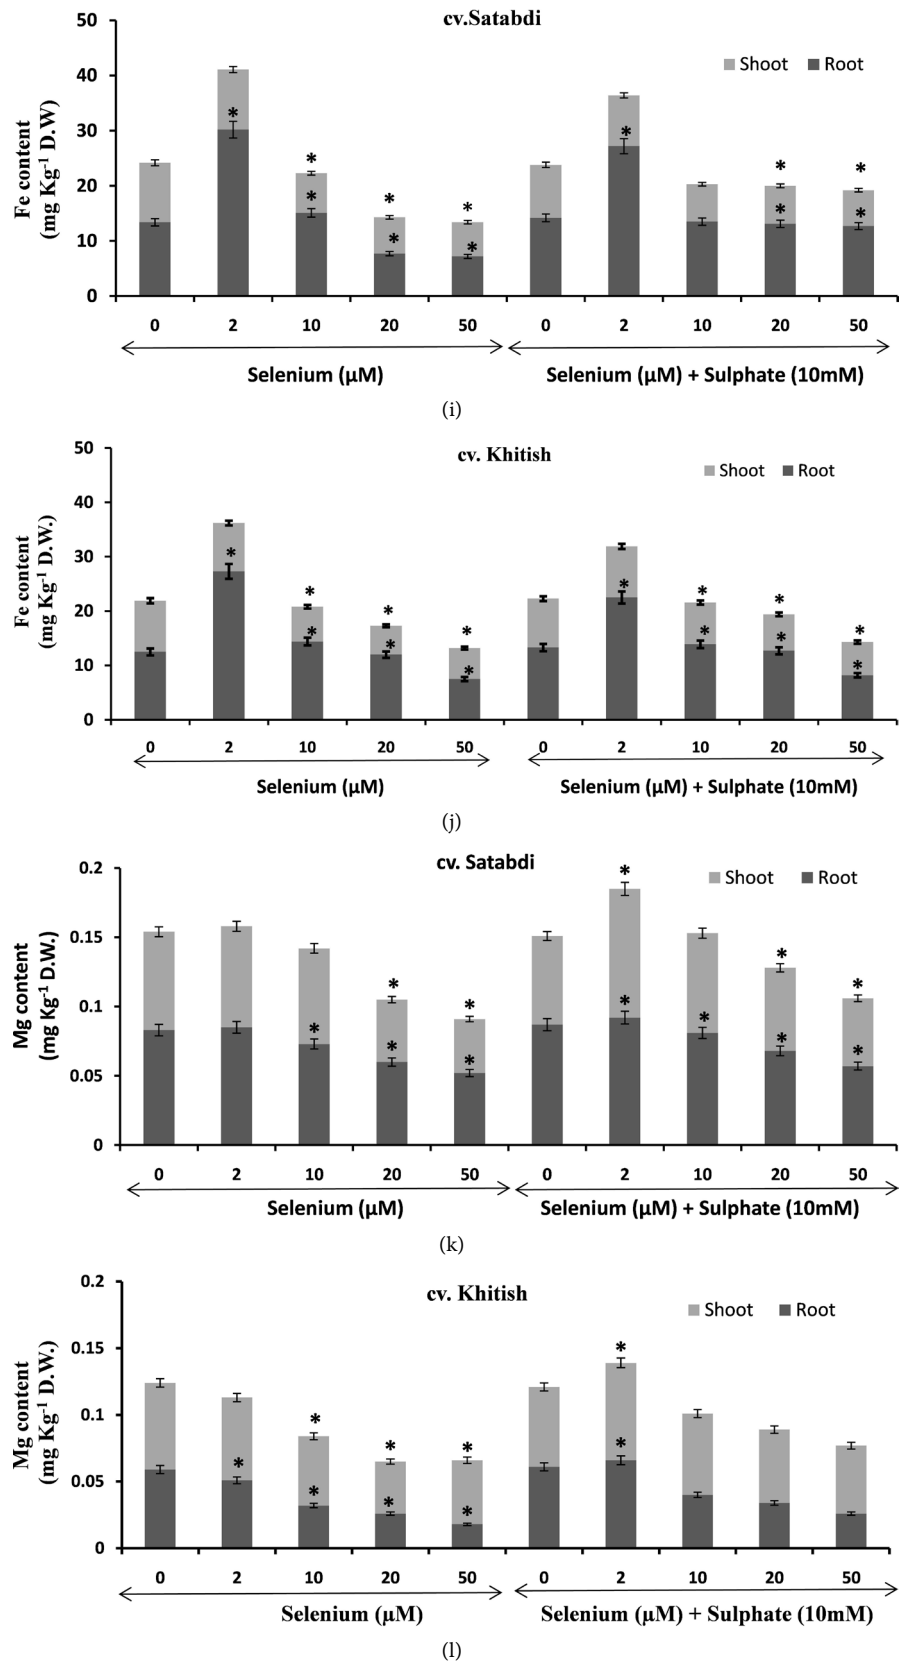 cv.Satabdi
Shoot Root
Fe content
(mg Kg-1 D.W)
50
40
30
20
10
0
0 2 10 20 50 0 2 10 20 50
Selenium (µM) Selenium (µM) + Sulphate (10mM)
(i)
cv. Khitish
Shoot Root
Fe content
(mg Kg-1 D.W.)
50
40
30
20
10
0
0 2 10 20 50 0 2 10 20 50
Selenium (µM) Selenium (µM) + Sulphate (10mM)
(j)
cv. Satabdi
Shoot Root
Mg content
(mg Kg-1 D.W.)
0.2
0.15
0.1
0.05
0
0 2 10 20 50 0 2 10 20 50
Selenium (µM) Selenium (µM) + Sulphate (10mM)
(k)
cv. Khitish
Shoot Root
Mg content
(mg Kg-1 D.W.)
0.2
0.15
0.1
0.05
0
0 2 10 20 50 0 2 10 20 50
Selenium (µM) Selenium (µM) + Sulphate (10mM)
(l)